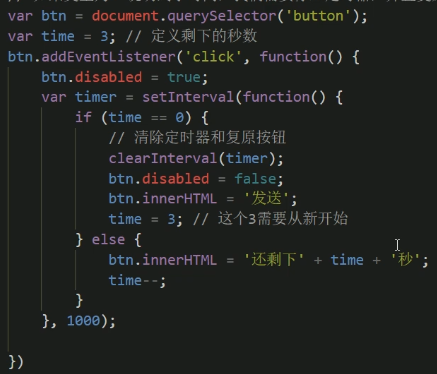 var btn = document.querySelector('button');
var time = 3; // 定义剩下的秒数
btn.addEventListener('click', function() {
    btn.disabled = true;
    var timer = setInterval(function() {
        if (time == 0) {
            // 清除定时器和复原按钮
            clearInterval(timer);
            btn.disabled = false;
            btn.innerHTML = '发送';
            time = 3; // 这个3需要从新开始
        } else {
            btn.innerHTML = '还剩下' + time + '秒';
            time--;
        }
    }, 1000);
})